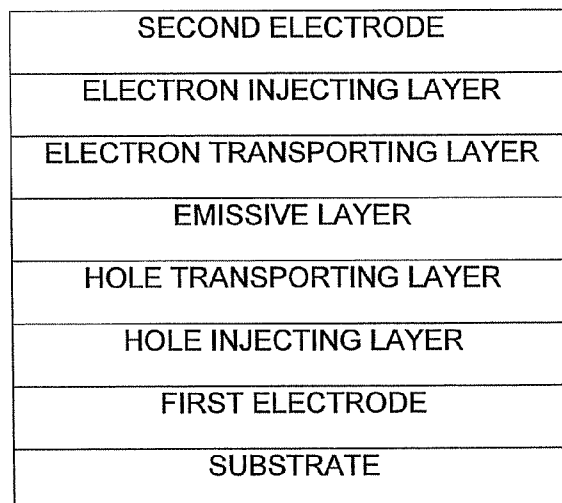 SECOND ELECTRODE
ELECTRON INJECTING LAYER
ELECTRON TRANSPORTING LAYER
EMISSIVE LAYER
HOLE TRANSPORTING LAYER
HOLE INJECTING LAYER
FIRST ELECTRODE
SUBSTRATE